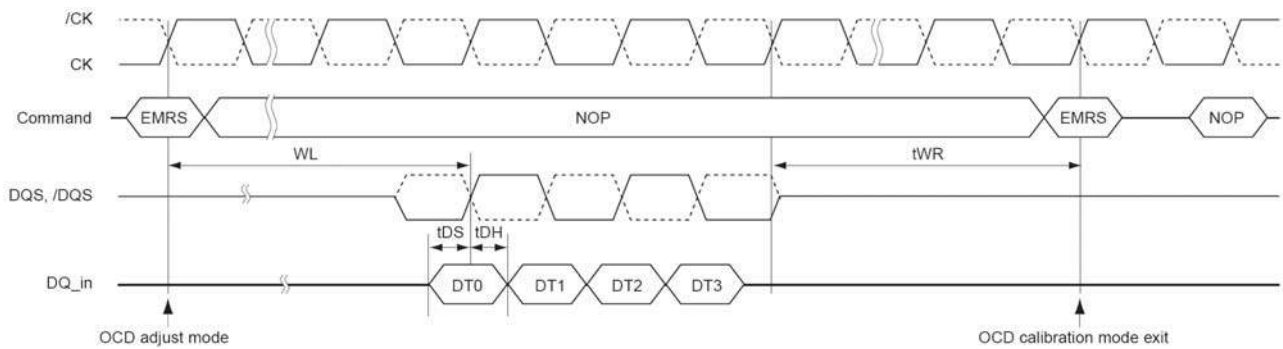 /CK
CK
Command
EMRS
NOP
EMRS
NOP
WL
tWR
DQS, /DQS
tDS
tDH
DQ_in
DT0
DT1
DT2
DT3
OCD adjust mode
OCD calibration mode exit